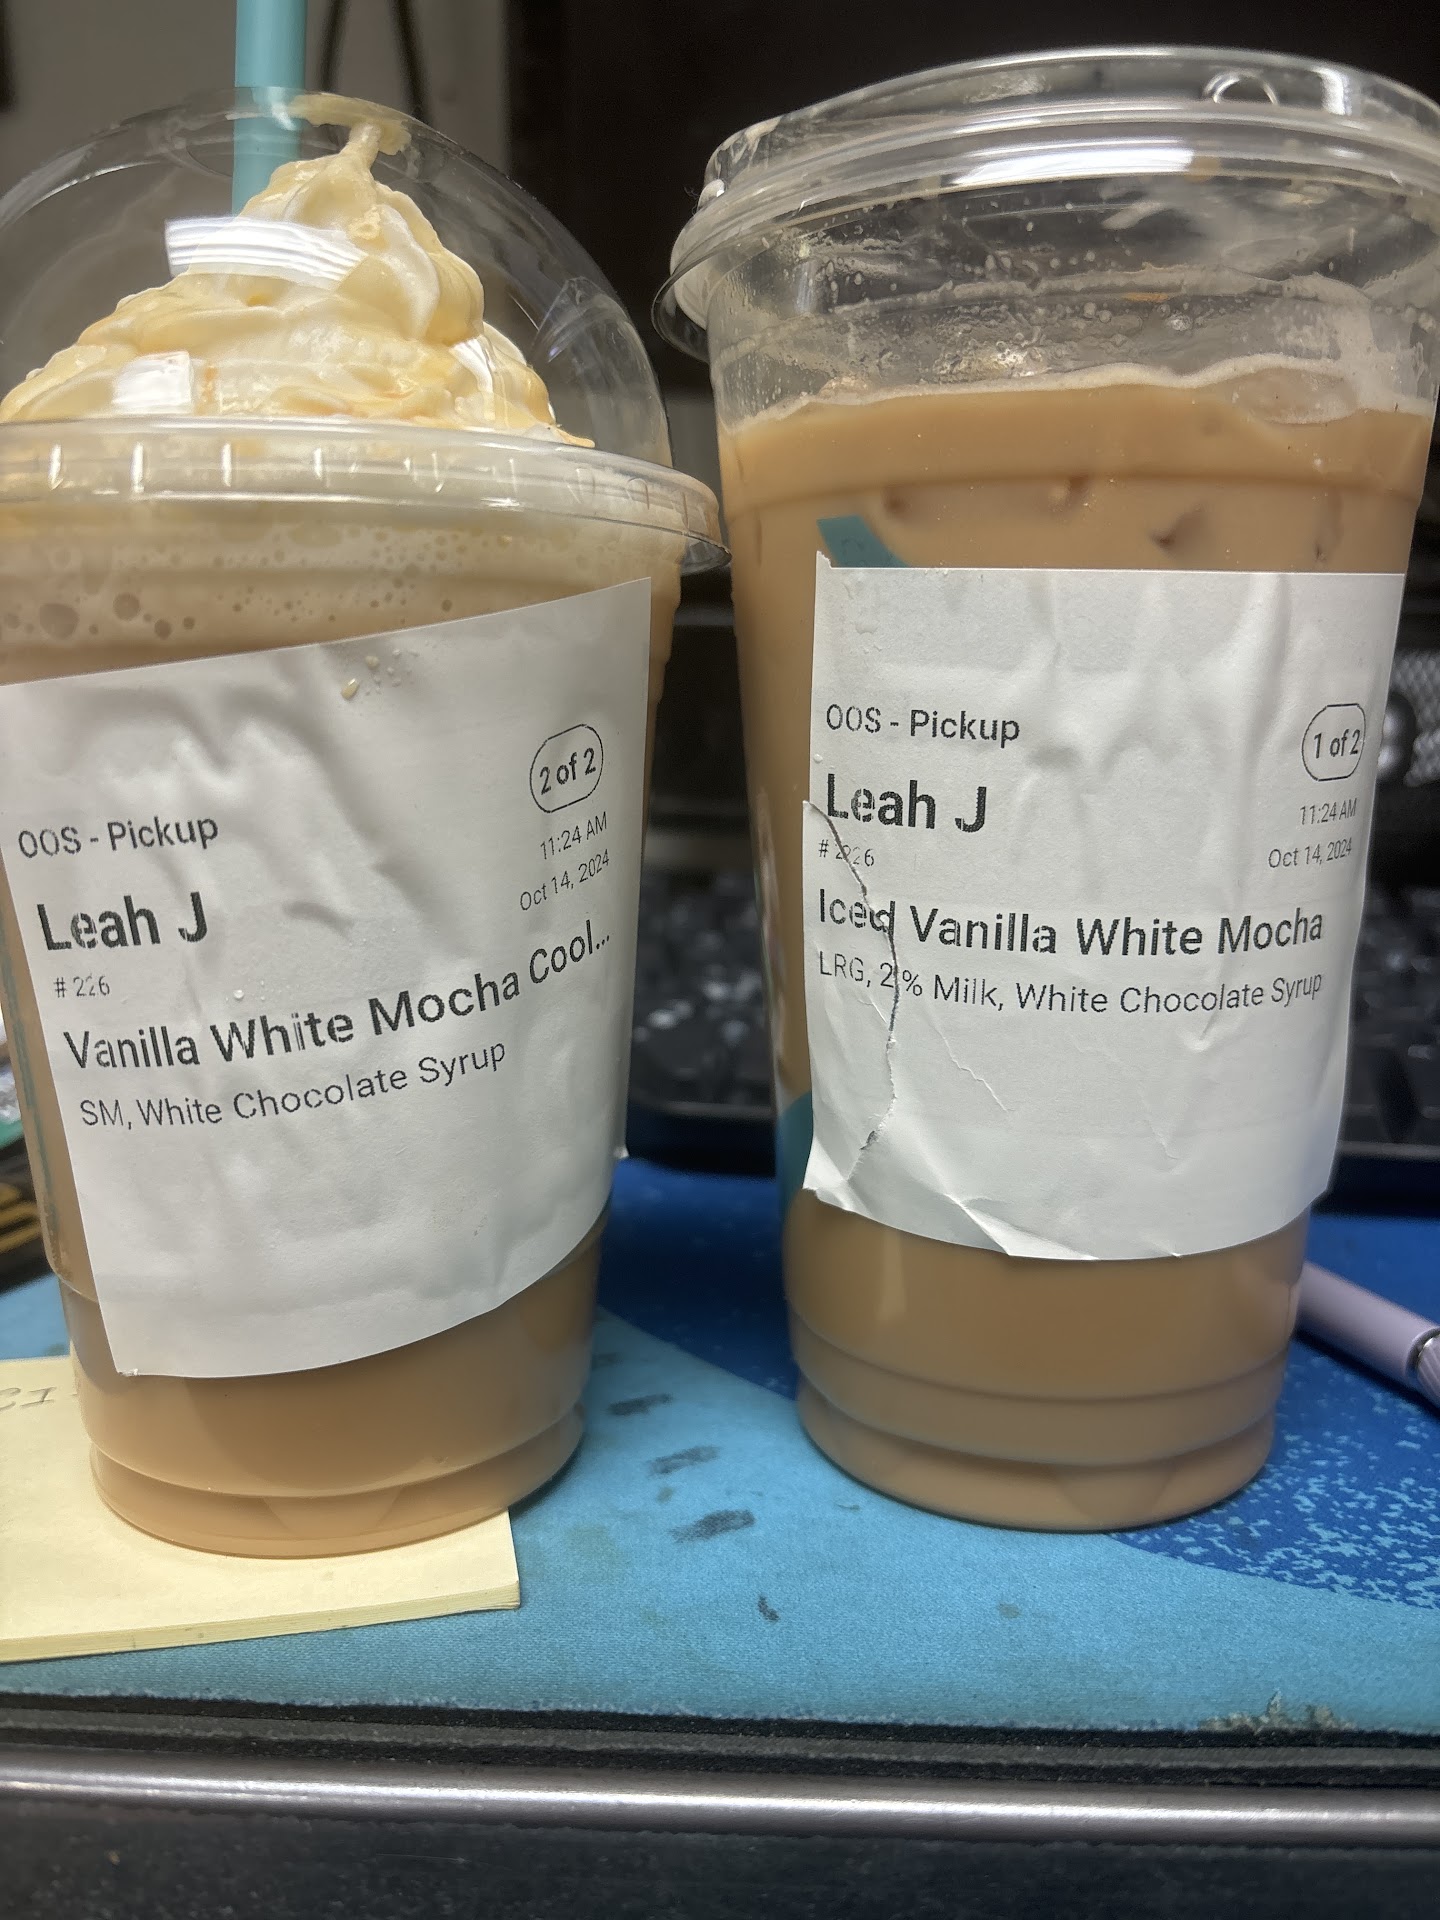 OOS - Pickup
2 of 2
11:24 AM
Oct 14, 2024
Leah J
# 226
Vanilla White Mocha Cool...
SM, White Chocolate Syrup
OOS - Pickup
1 of 2
11:24 AM
Oct 14, 2024
Leah J
# 226
Iced Vanilla White Mocha
LRG, 2% Milk, White Chocolate Syrup